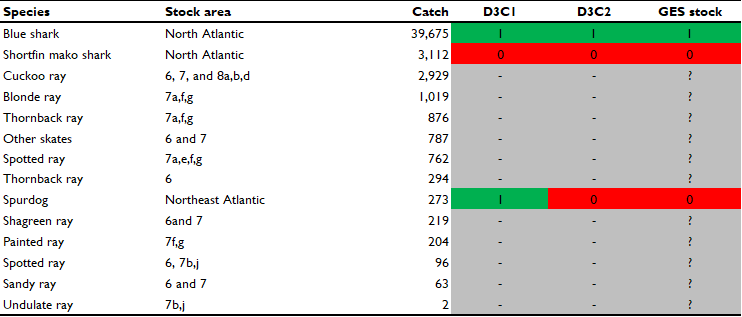 Species Stock area Catch D3C1 D3C2 GES stock
Blue shark North Atlantic 39,675 1 1 1
Shortfin mako shark North Atlantic 3,112 0 0 0
Cuckoo ray 6, 7, and 8a,b,d 2,929 - - ?
Blonde ray 7a,f,g 1,019 - - ?
Thornback ray 7a,f,g 876 - - ?
Other skates 6 and 7 787 - - ?
Spotted ray 7a,e,f,g 762 - - ?
Thornback ray 6 294 - - ?
Spurdog Northeast Atlantic 273 1 0 0
Shagreen ray 6and 7 219 - - ?
Painted ray 7f,g 204 - - ?
Spotted ray 6, 7b,j 96 - - ?
Sandy ray 6 and 7 63 - - ?
Undulate ray 7b,j 2 - - ?